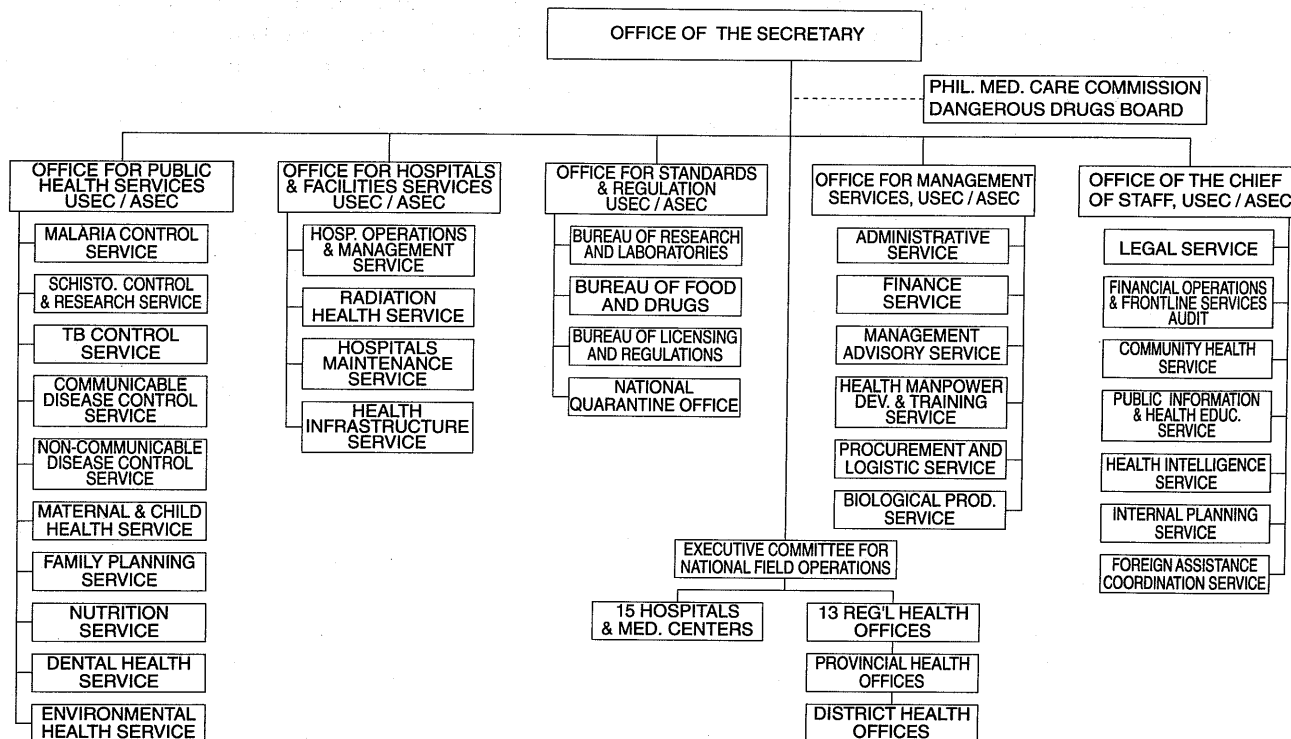 OFFICE OF THE SECRETARY
PHIL. MED. CARE COMMISSION
DANGEROUS DRUGS BOARD
OFFICE FOR PUBLIC
HEALTH SERVICES
USEC / ASEC
MALARIA CONTROL
SERVICE
SCHISTO. CONTROL
& RESEARCH SERVICE
TB CONTROL
SERVICE
COMMUNICABLE
DISEASE CONTROL
SERVICE
NON-COMMUNICABLE
DISEASE CONTROL
SERVICE
MATERNAL & CHILD
HEALTH SERVICE
FAMILY PLANNING
SERVICE
NUTRITION
SERVICE
DENTAL HEALTH
SERVICE
ENVIRONMENTAL
HEALTH SERVICE
OFFICE FOR HOSPITALS
& FACILITIES SERVICES
USEC / ASEC
HOSP. OPERATIONS
& MANAGEMENT
SERVICE
RADIATION
HEALTH SERVICE
HOSPITALS
MAINTENANCE
SERVICE
HEALTH
INFRASTRUCTURE
SERVICE
OFFICE FOR STANDARDS
& REGULATION
USEC / ASEC
BUREAU OF RESEARCH
AND LABORATORIES
BUREAU OF FOOD
AND DRUGS
BUREAU OF LICENSING
AND REGULATIONS
NATIONAL
QUARANTINE OFFICE
OFFICE FOR MANAGEMENT
SERVICES, USEC / ASEC
ADMINISTRATIVE
SERVICE
FINANCE
SERVICE
MANAGEMENT
ADVISORY SERVICE
HEALTH MANPOWER
DEV. & TRAINING
SERVICE
PROCUREMENT AND
LOGISTIC SERVICE
BIOLOGICAL PROD.
SERVICE
OFFICE OF THE CHIEF
OF STAFF, USEC / ASEC
LEGAL SERVICE
FINANCIAL OPERATIONS
& FRONTLINE SERVICES
AUDIT
COMMUNITY HEALTH
SERVICE
PUBLIC INFORMATION
& HEALTH EDUC.
SERVICE
HEALTH INTELLIGENCE
SERVICE
INTERNAL PLANNING
SERVICE
FOREIGN ASSISTANCE
COORDINATION SERVICE
EXECUTIVE COMMITTEE FOR
NATIONAL FIELD OPERATIONS
15 HOSPITALS
& MED. CENTERS
13 REG'L HEALTH
OFFICES
PROVINCIAL HEALTH
OFFICES
DISTRICT HEALTH
OFFICES